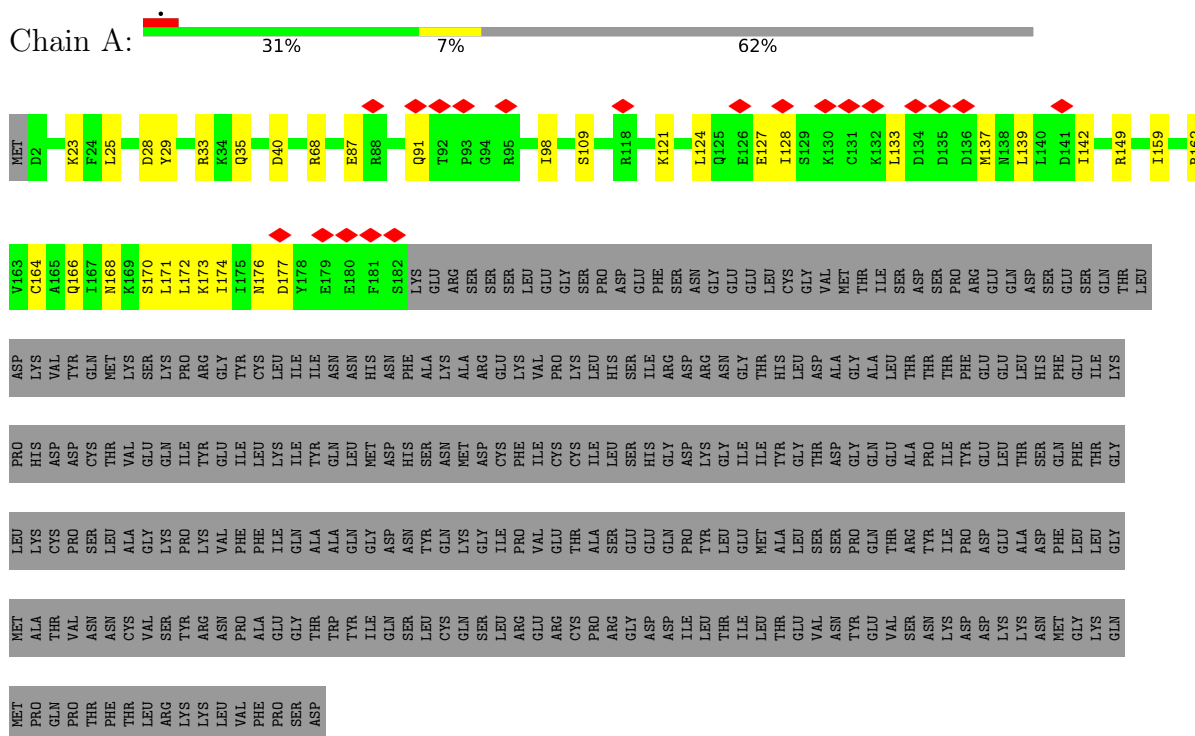 Chain A:
31% 7% 62%
MET D2 K23 F24 L25 D28 Y29 R33 K34 Q35 D40 R68 E87 R88 Q91 T92 P93 G94 R95 I98 S109 R118 K121 L124 Q125 E126 E127 I128 S129 K130 C131 K132 L133 D134 D135 D136 M137 N138 L139 L140 D141 I142 R149 I159
V163 C164 A165 Q166 I167 N168 K169 S170 L171 L172 K173 I174 I175 N176 D177 Y178 E179 E180 F181 S182 LYS GLU ARG SER SER SER LEU GLU GLY SER PRO ASP GLU PHE SER ASN GLY GLU GLU LEU CYS GLY VAL MET THR ILE SER ASP SER PRO ARG GLU GLN ASP SER GLU SER GLN THR LEU
ASP LYS VAL TYR GLN MET LYS SER LYS PRO ARG GLY TYR CYS LEU ILE ILE ASN ASN HIS ASN PHE ALA LYS ALA ARG GLU LYS VAL PRO LYS LEU HIS SER ILE ARG ASP ARG ASN GLY THR HIS LEU ASP ALA GLY ALA LEU THR THR THR PHE GLU GLU LEU HIS PHE GLU ILE LYS
PRO HIS ASP ASP CYS THR VAL GLU GLN ILE TYR GLU ILE LEU LYS ILE TYR GLN LEU MET ASP HIS SER ASN MET ASP CYS PHE ILE CYS CYS ILE LEU SER HIS GLY ASP LYS GLY ILE ILE TYR GLY THR ASP GLY GLN GLU ALA PRO ILE TYR GLU LEU THR SER GLN PHE THR GLY
LEU LYS CYS PRO SER LEU ALA GLY LYS PRO LYS VAL PHE PHE ILE GLN ALA ALA GLN GLY ASP ASN TYR GLN LYS GLY ILE PRO VAL GLU THR ALA SER GLU GLU GLN PRO TYR LEU GLU MET ALA LEU SER SER PRO GLN THR ARG TYR ILE PRO ASP GLU ALA ASP PHE LEU LEU GLY
MET ALA THR VAL ASN ASN CYS VAL SER TYR ARG ASN PRO ALA GLU GLY THR TRP TYR ILE GLN SER LEU CYS GLN SER LEU ARG GLU ARG CYS PRO ARG GLY ASP ASP ILE LEU THR ILE LEU THR GLU VAL ASN TYR GLU VAL SER ASN LYS ASP ASP LYS LYS ASN MET GLY LYS GLN
MET PRO GLN PRO THR PHE THR LEU ARG LYS LYS LEU VAL PHE PRO SER ASP